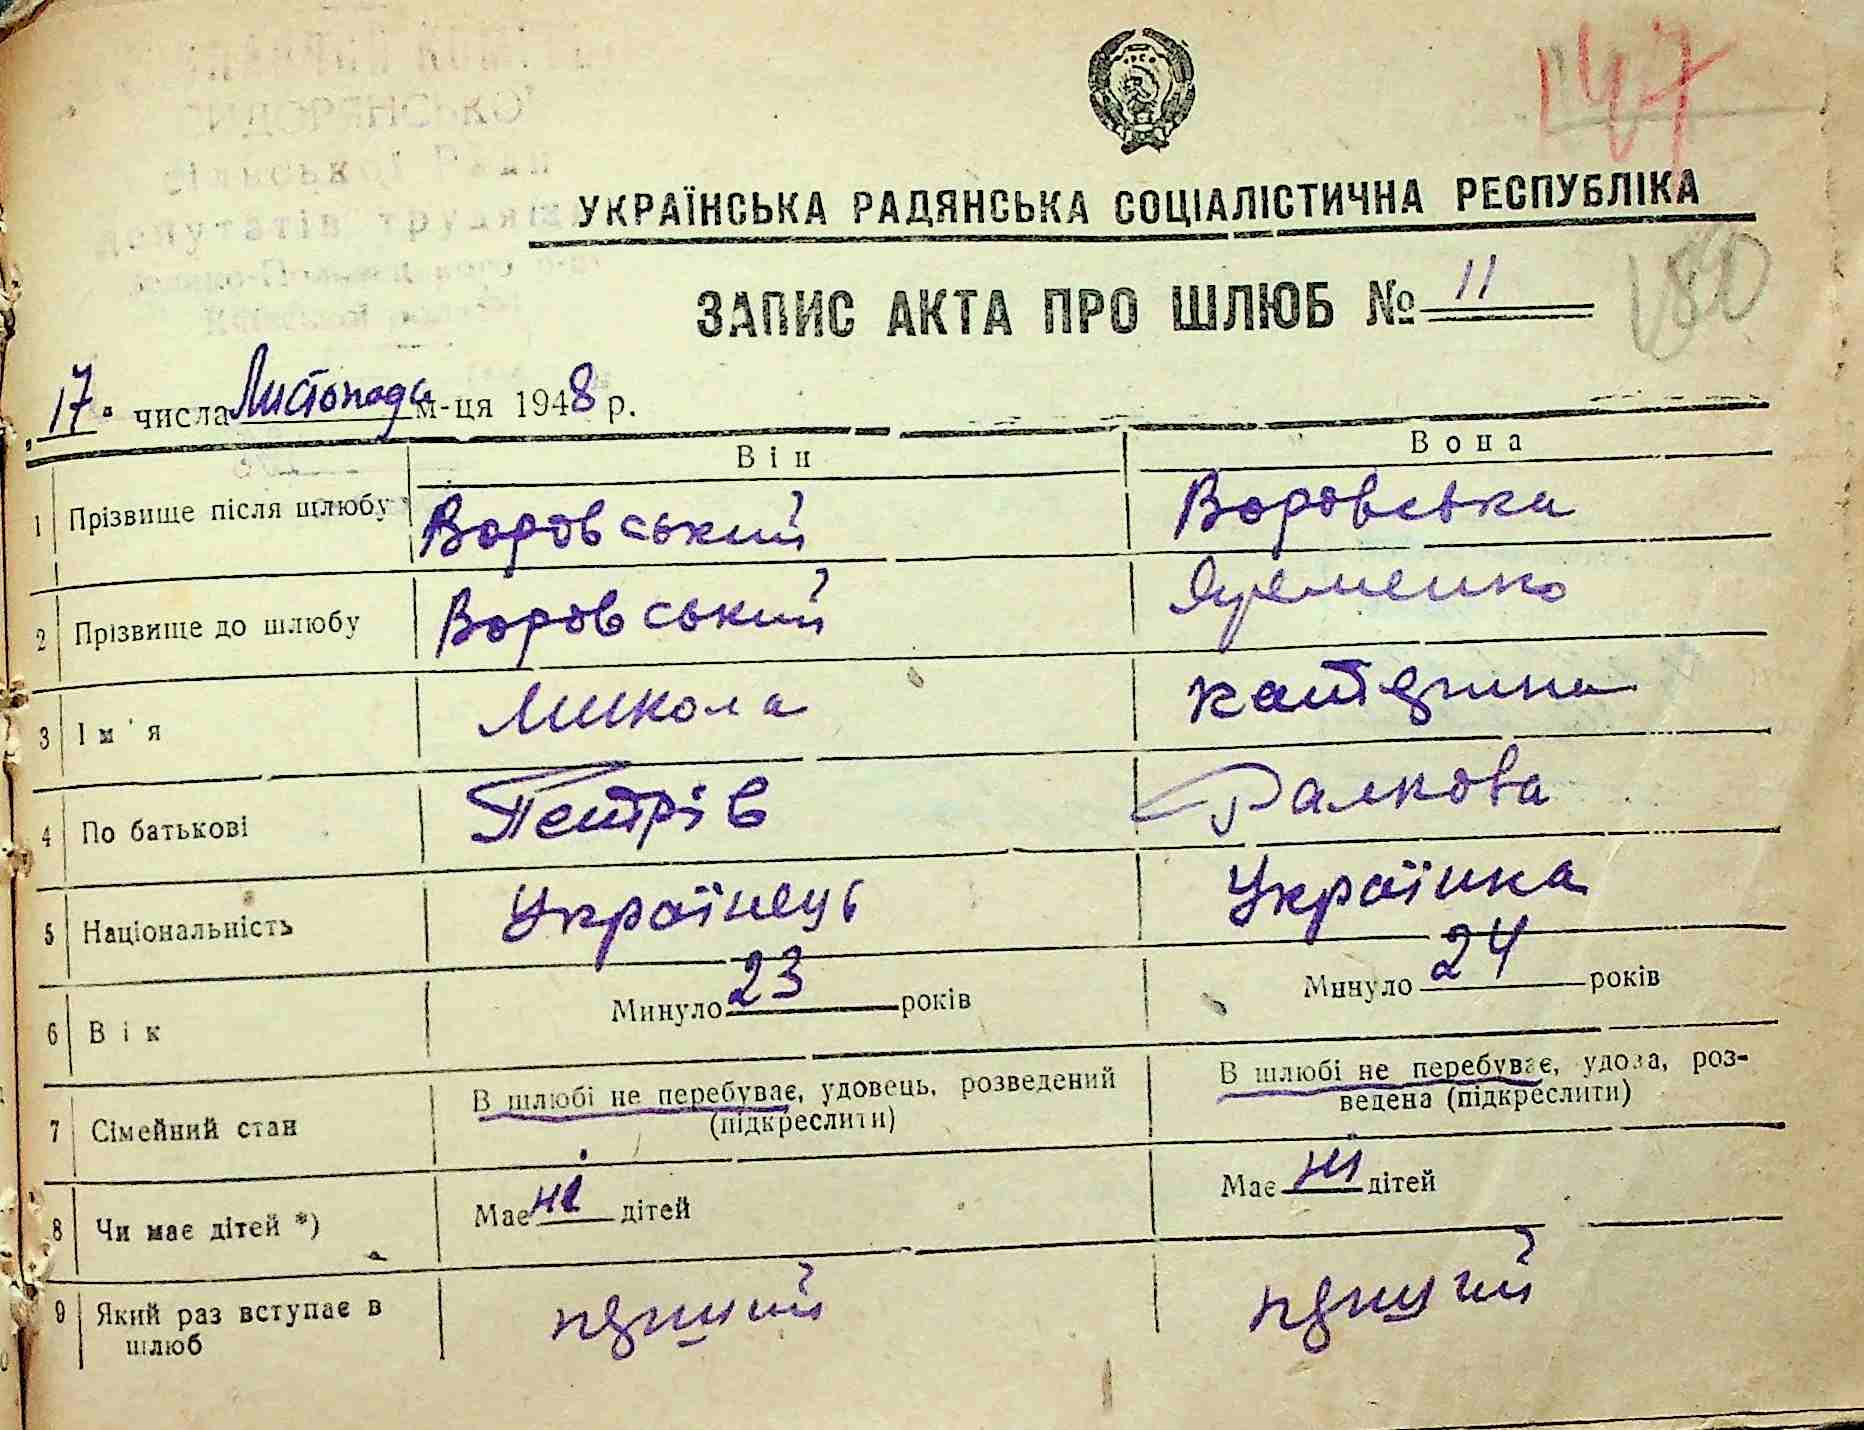 147
УКРАЇНСЬКА РАДЯНСЬКА СОЦІАЛІСТИЧНА РЕСПУБЛІКА
ЗАПИС АКТА ПРО ШЛЮБ № 11
180
17 числа Листопада м-ця 1948 р.
Він Вона
1 Прізвище після шлюбу Воровський Воровська
2 Прізвище до шлюбу Воровський Яременко
3 Ім'я Микола Катерина
4 По батькові Петрів
5 Національність Українець Українка
6 Вік Минуло 23 років Минуло 24 років
7 Сімейний стан В шлюбі не перебуває, удовець, розведений (підкреслити) В шлюбі не перебуває, удова, роз-
ведена (підкреслити)
8 Чи має дітей *) Має ні дітей Має ні дітей
9 Який раз вступає в шлюб перший перший